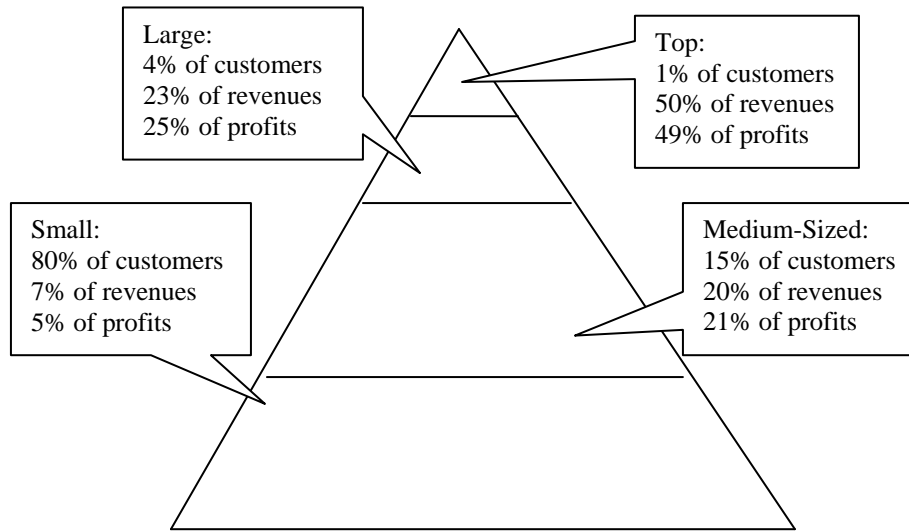 Large:
4% of customers
23% of revenues
25% of profits
Top:
1% of customers
50% of revenues
49% of profits
Small:
80% of customers
7% of revenues
5% of profits
Medium-Sized:
15% of customers
20% of revenues
21% of profits